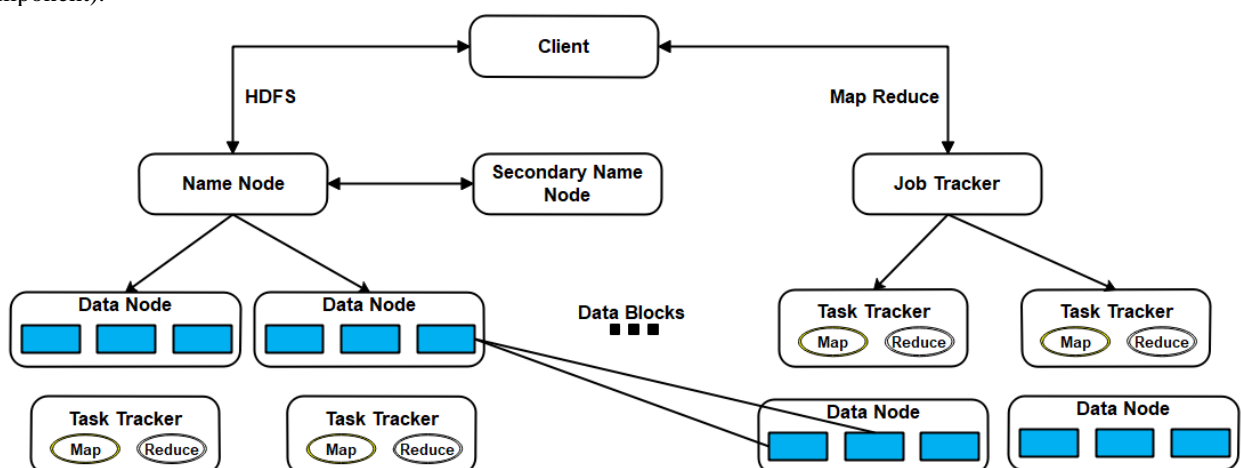 mponent).
Client
HDFS
Map Reduce
Name Node
Secondary Name
Node
Job Tracker
Data Node
Data Node
Data Blocks
Task Tracker
Map
Reduce
Task Tracker
Map
Reduce
Task Tracker
Map
Reduce
Task Tracker
Map
Reduce
Data Node
Data Node